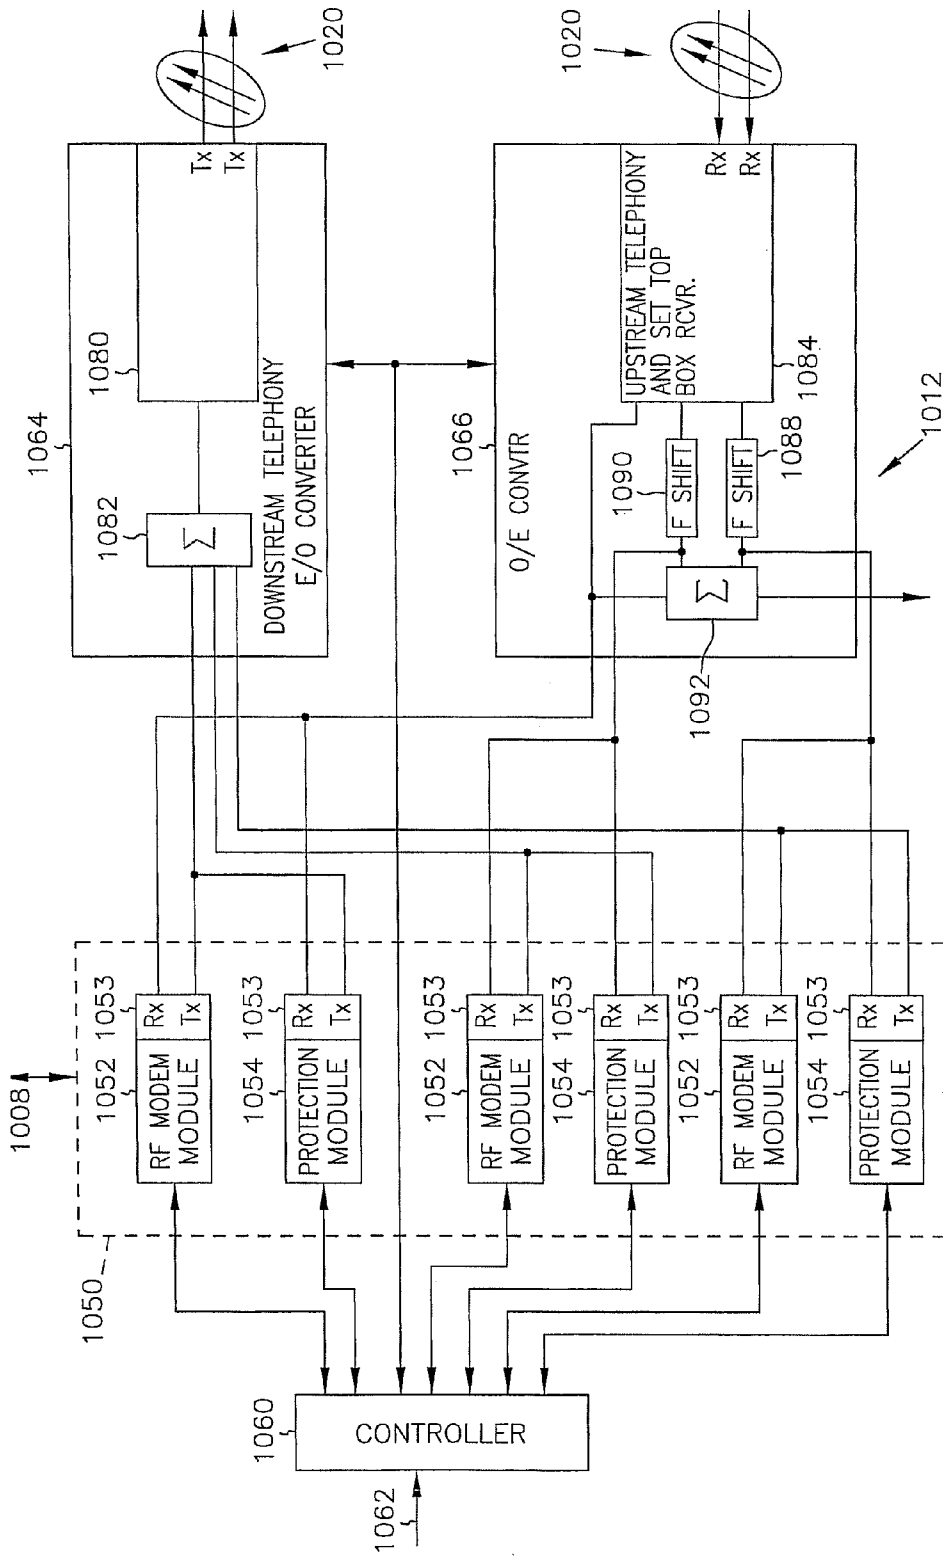 1020
1020
Tx
Tx
1080
1064
1082
Σ
DOWNSTREAM TELEPHONY
E/O CONVERTER
Rx
Rx
UPSTREAM TELEPHONY
AND SET TOP
BOX RCVR.
1084
1066
O/E CONVTR
1090
F SHIFT
F SHIFT
1088
Σ
1092
1012
1008
1050
1052
1053
RF MODEM
MODULE
Rx
Tx
1054
1053
PROTECTION
MODULE
Rx
Tx
1052
1053
RF MODEM
MODULE
Rx
Tx
1054
1053
PROTECTION
MODULE
Rx
Tx
1052
1053
RF MODEM
MODULE
Rx
Tx
1054
1053
PROTECTION
MODULE
Rx
Tx
1060
CONTROLLER
1062